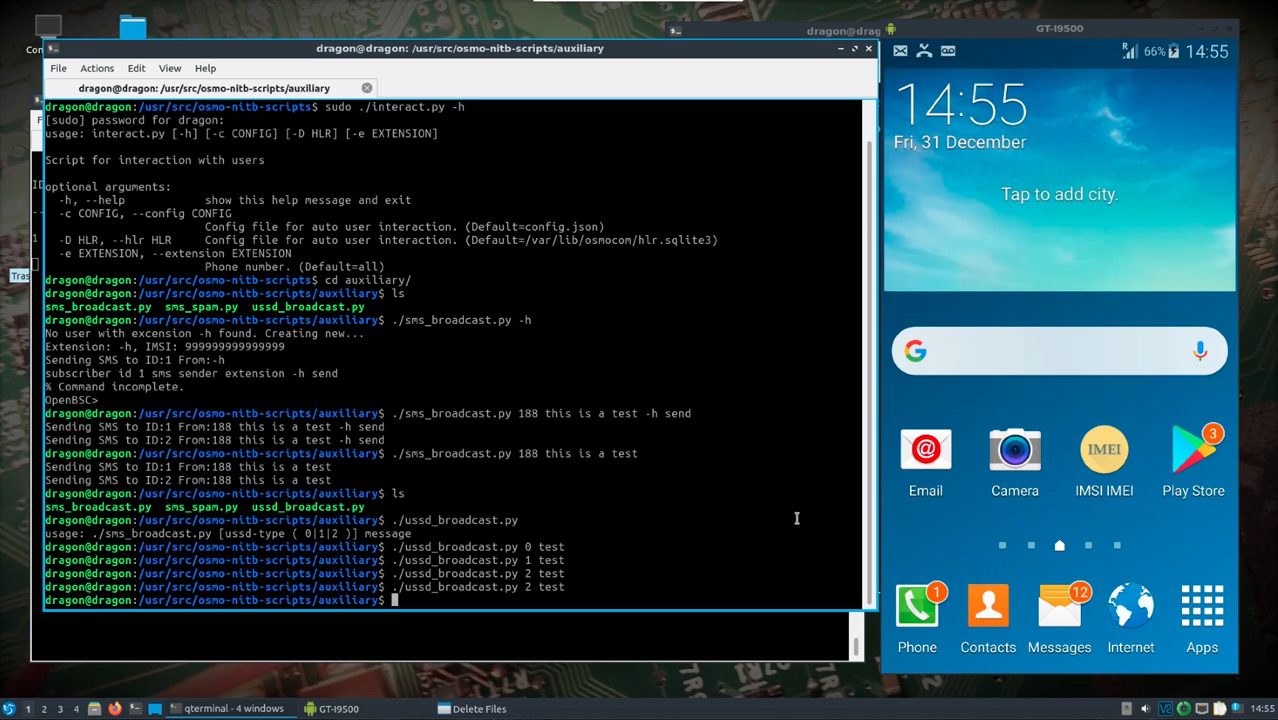 Con
dragon@drag
GT-I9500
dragon@dragon: /usr/src/osmo-nitb-scripts/auxiliary
File Actions Edit View Help
dragon@dragon: /usr/src/osmo-nitb-scripts/auxiliary
dragon@dragon:/usr/src/osmo-nitb-scripts$ sudo ./interact.py -h
[sudo] password for dragon:
usage: interact.py [-h] [-c CONFIG] [-D HLR] [-e EXTENSION]
Script for interaction with users
optional arguments:
-h, --help show this help message and exit
-c CONFIG, --config CONFIG
Config file for auto user interaction. (Default=config.json)
-D HLR, --hlr HLR Config file for auto user interaction. (Default=/var/lib/osmocom/hlr.sqlite3)
-e EXTENSION, --extension EXTENSION
Phone number. (Default=all)
dragon@dragon:/usr/src/osmo-nitb-scripts$ cd auxiliary/
dragon@dragon:/usr/src/osmo-nitb-scripts/auxiliary$ ls
sms_broadcast.py sms_spam.py ussd_broadcast.py
dragon@dragon:/usr/src/osmo-nitb-scripts/auxiliary$ ./sms_broadcast.py -h
No user with excension -h found. Creating new...
Extension: -h, IMSI: 999999999999999
Sending SMS to ID:1 From:-h
subscriber id 1 sms sender extension -h send
% Command incomplete.
OpenBSC>
dragon@dragon:/usr/src/osmo-nitb-scripts/auxiliary$ ./sms_broadcast.py 188 this is a test -h send
Sending SMS to ID:1 From:188 this is a test -h send
Sending SMS to ID:2 From:188 this is a test -h send
dragon@dragon:/usr/src/osmo-nitb-scripts/auxiliary$ ./sms_broadcast.py 188 this is a test
Sending SMS to ID:1 From:188 this is a test
Sending SMS to ID:2 From:188 this is a test
dragon@dragon:/usr/src/osmo-nitb-scripts/auxiliary$ ls
sms_broadcast.py sms_spam.py ussd_broadcast.py
dragon@dragon:/usr/src/osmo-nitb-scripts/auxiliary$ ./ussd_broadcast.py
usage: ./sms_broadcast.py [ussd-type ( 0|1|2 )] message
dragon@dragon:/usr/src/osmo-nitb-scripts/auxiliary$ ./ussd_broadcast.py 0 test
dragon@dragon:/usr/src/osmo-nitb-scripts/auxiliary$ ./ussd_broadcast.py 1 test
dragon@dragon:/usr/src/osmo-nitb-scripts/auxiliary$ ./ussd_broadcast.py 2 test
dragon@dragon:/usr/src/osmo-nitb-scripts/auxiliary$ ./ussd_broadcast.py 2 test
dragon@dragon:/usr/src/osmo-nitb-scripts/auxiliary$
F
ID
--
1
Tras
R 66% 14:55
14:55
Fri, 31 December
Tap to add city.
G
@ IMEI 3
Email Camera IMSI IMEI Play Store
1 12
Phone Contacts Messages Internet Apps
1 2 3 4 qterminal - 4 windows GT-I9500 Delete Files 14:55